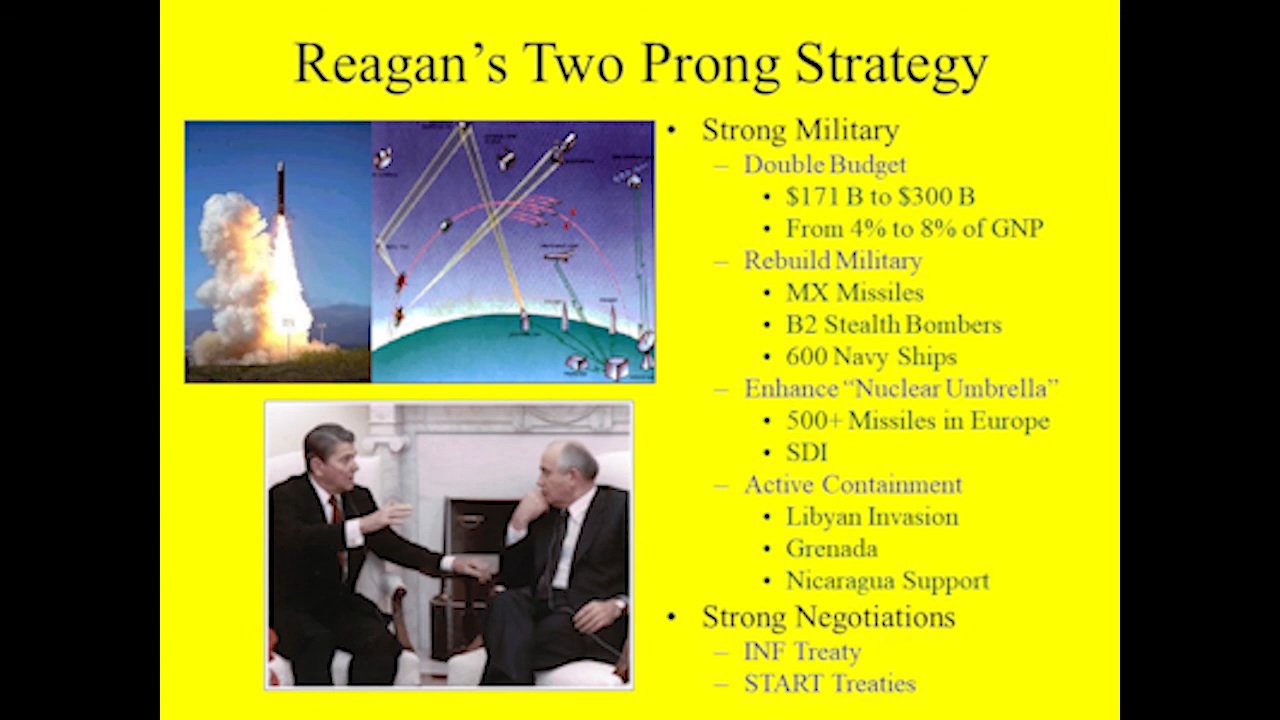 Reagan’s Two Prong Strategy
• Strong Military
– Double Budget
• $171 B to $300 B
• From 4% to 8% of GNP
– Rebuild Military
• MX Missiles
• B2 Stealth Bombers
• 600 Navy Ships
– Enhance “Nuclear Umbrella”
• 500+ Missiles in Europe
• SDI
– Active Containment
• Libyan Invasion
• Grenada
• Nicaragua Support
• Strong Negotiations
– INF Treaty
– START Treaties